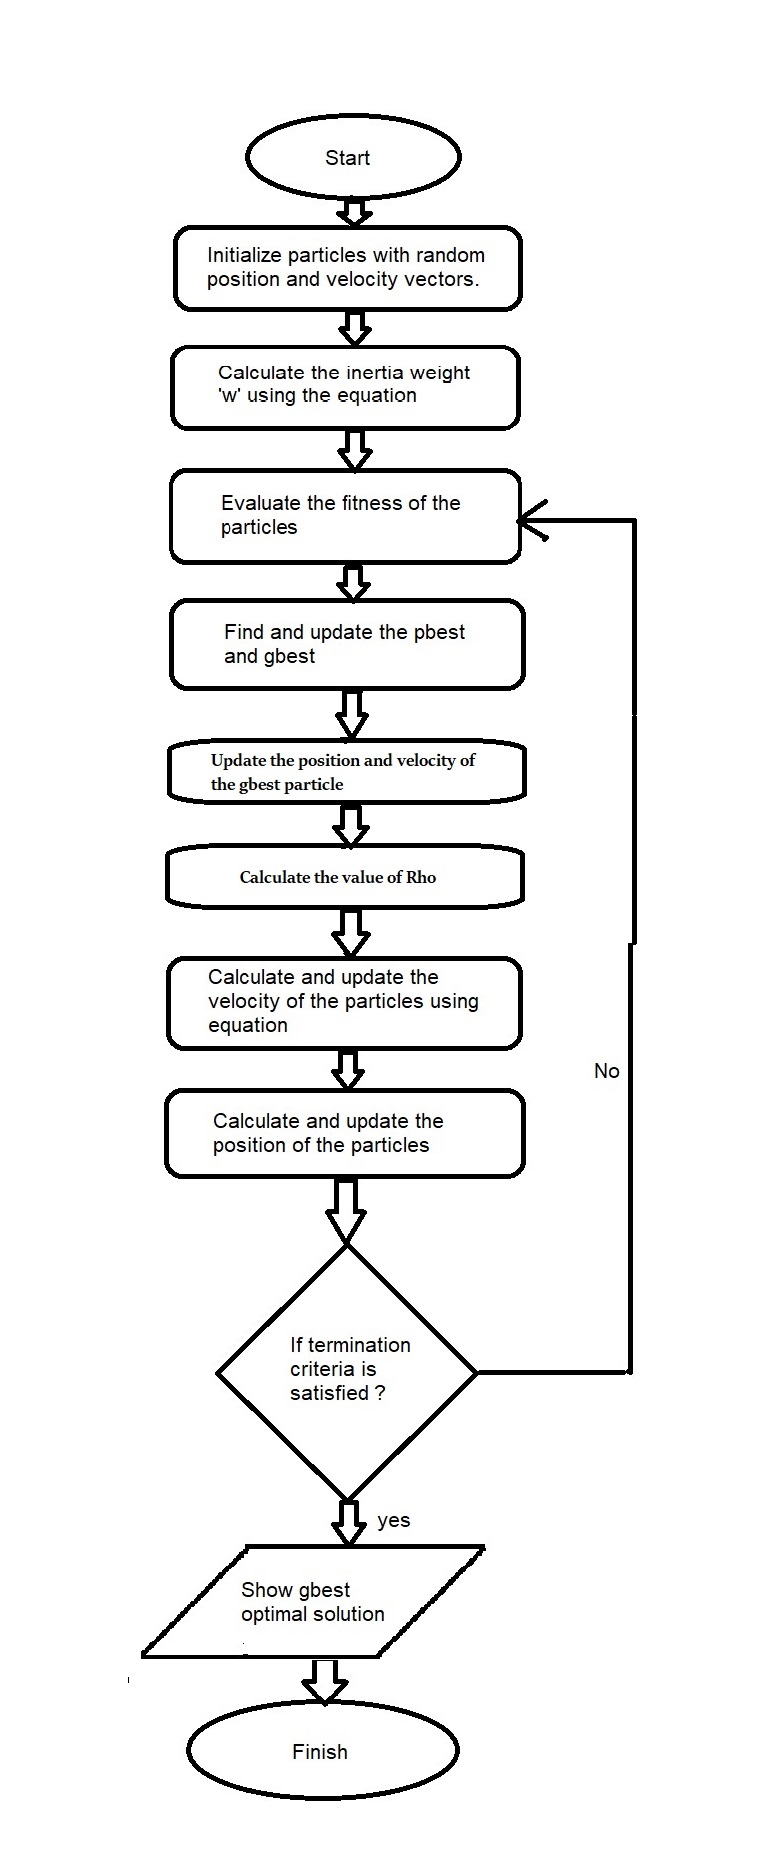 Start
Initialize particles with random
position and velocity vectors.
Calculate the inertia weight
'w' using the equation
Evaluate the fitness of the
particles
Find and update the pbest
and gbest
Update the position and velocity of
the gbest particle
Calculate the value of Rho
Calculate and update the
velocity of the particles using
equation
No
Calculate and update the
position of the particles
If termination
criteria is
satisfied ?
yes
Show gbest
optimal solution
Finish